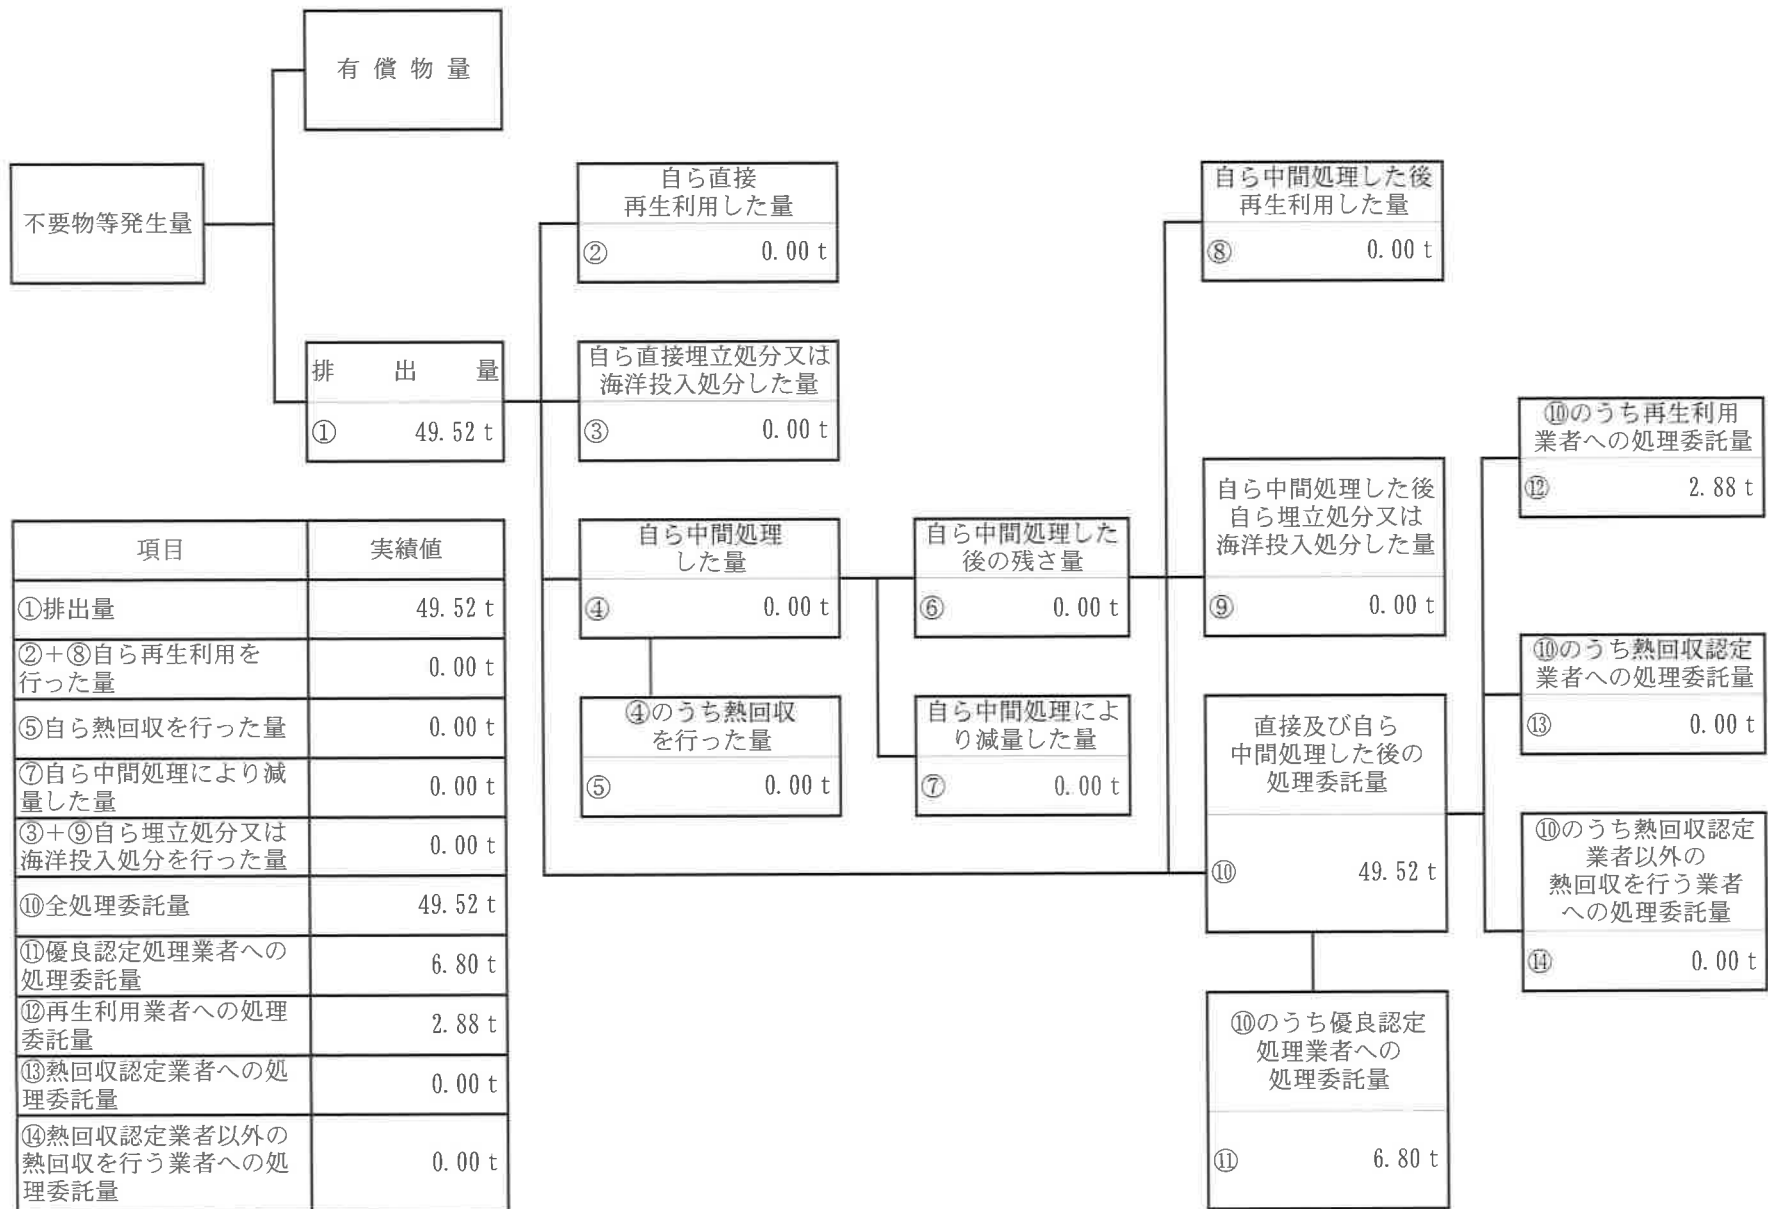 有 償 物 量
不要物等発生量
排 出 量
① 49.52 t
自ら直接
再生利用した量
② 0.00 t
自ら直接埋立処分又は
海洋投入処分した量
③ 0.00 t
自ら中間処理
した量
④ 0.00 t
④のうち熱回収
を行った量
⑤ 0.00 t
自ら中間処理した
後の残さ量
⑥ 0.00 t
自ら中間処理によ
り減量した量
⑦ 0.00 t
自ら中間処理した後
再生利用した量
⑧ 0.00 t
自ら中間処理した後
自ら埋立処分又は
海洋投入処分した量
⑨ 0.00 t
直接及び自ら
中間処理した後の
処理委託量
⑩ 49.52 t
⑩のうち優良認定
処理業者への
処理委託量
⑪ 6.80 t
⑩のうち再生利用
業者への処理委託量
⑫ 2.88 t
⑩のうち熱回収認定
業者への処理委託量
⑬ 0.00 t
⑩のうち熱回収認定
業者以外の
熱回収を行う業者
への処理委託量
⑭ 0.00 t
項目 実績値
①排出量 49.52 t
②+⑧自ら再生利用を
行った量 0.00 t
⑤自ら熱回収を行った量 0.00 t
⑦自ら中間処理により減
量した量 0.00 t
③+⑨自ら埋立処分又は
海洋投入処分を行った量 0.00 t
⑩全処理委託量 49.52 t
⑪優良認定処理業者への
処理委託量 6.80 t
⑫再生利用業者への処理
委託量 2.88 t
⑬熱回収認定業者への処
理委託量 0.00 t
⑭熱回収認定業者以外の
熱回収を行う業者への処
理委託量 0.00 t